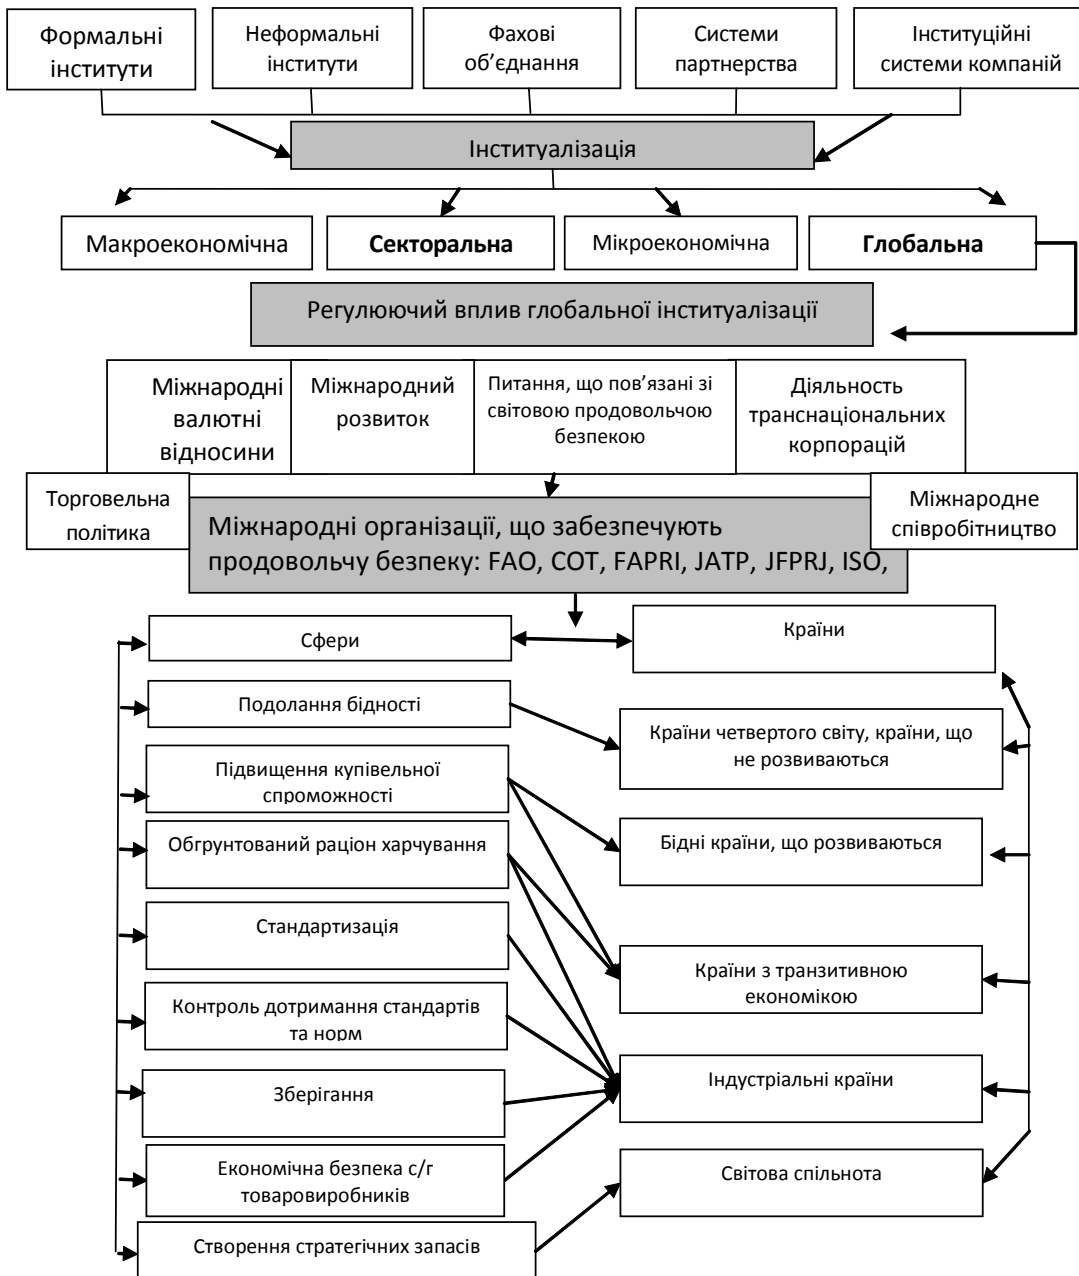 Формальні
інститути
Неформальні
інститути
Фахові
об’єднання
Системи
партнерства
Інституційні
системи компаній
Інституалізація
Макроекономічна
Секторальна
Мікроекономічна
Глобальна
Регулюючий вплив глобальної інституалізації
Міжнародні
валютні
відносини
Міжнародний
розвиток
Питання, що пов’язані зі
світовою продовольчою
безпекою
Діяльность
транснаціональних
корпорацій
Торговельна
політика
Міжнародне
співробітництво
Міжнародні організації, що забезпечують
продовольчу безпеку: FAO, СОТ, FAPRI, JATP, JFPRJ, ISO,
Сфери
Країни
Подолання бідності
Країни четвертого світу, країни, що
не розвиваються
Підвищення купівельної
спроможності
Обгрунтований раціон харчування
Бідні країни, що розвиваються
Стандартизація
Країни з транзитивною
економікою
Контроль дотримання стандартів
та норм
Індустріальні країни
Зберігання
Економічна безпека с/г
товаровиробників
Світова спільнота
Створення стратегічних запасів